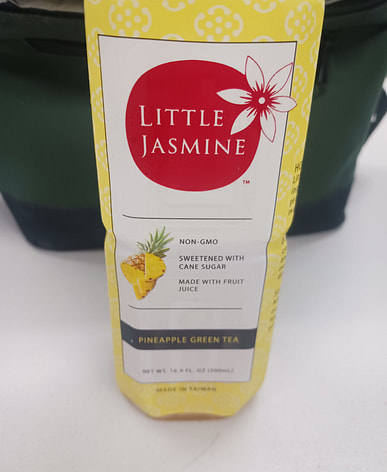 LITTLE
JASMINE
™
NON-GMO
SWEETENED WITH
CANE SUGAR
MADE WITH FRUIT
JUICE
PINEAPPLE GREEN TEA
NET WT. 16.9 FL. OZ (500mL)
MADE IN TAIWAN